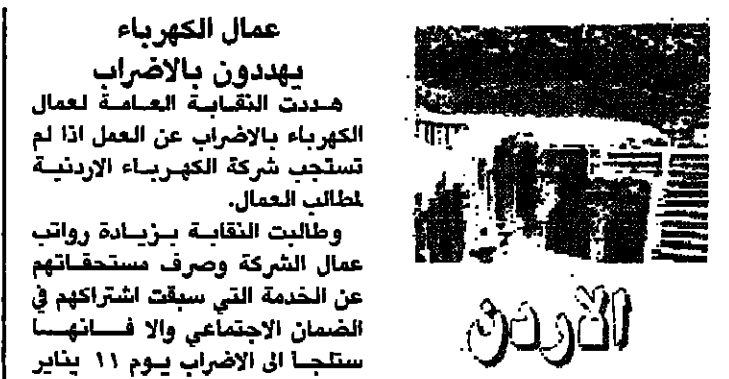 عمال الكهرباء
يهددون بالاضراب
هددت النقابة العامة لعمال
الكهرباء بالاضراب عن العمل اذا لم
تستجب شركة الكهرباء الاردنية
لمطالب العمال.
وطالبت النقابة بزيادة رواتب
عمال الشركة وصرف مستحقاتهم
عن الخدمة التي سبقت اشتراكهم في
الضمان الاجتماعي والا فانها
ستلجأ الى الاضراب يوم ١١ يناير
الأردن